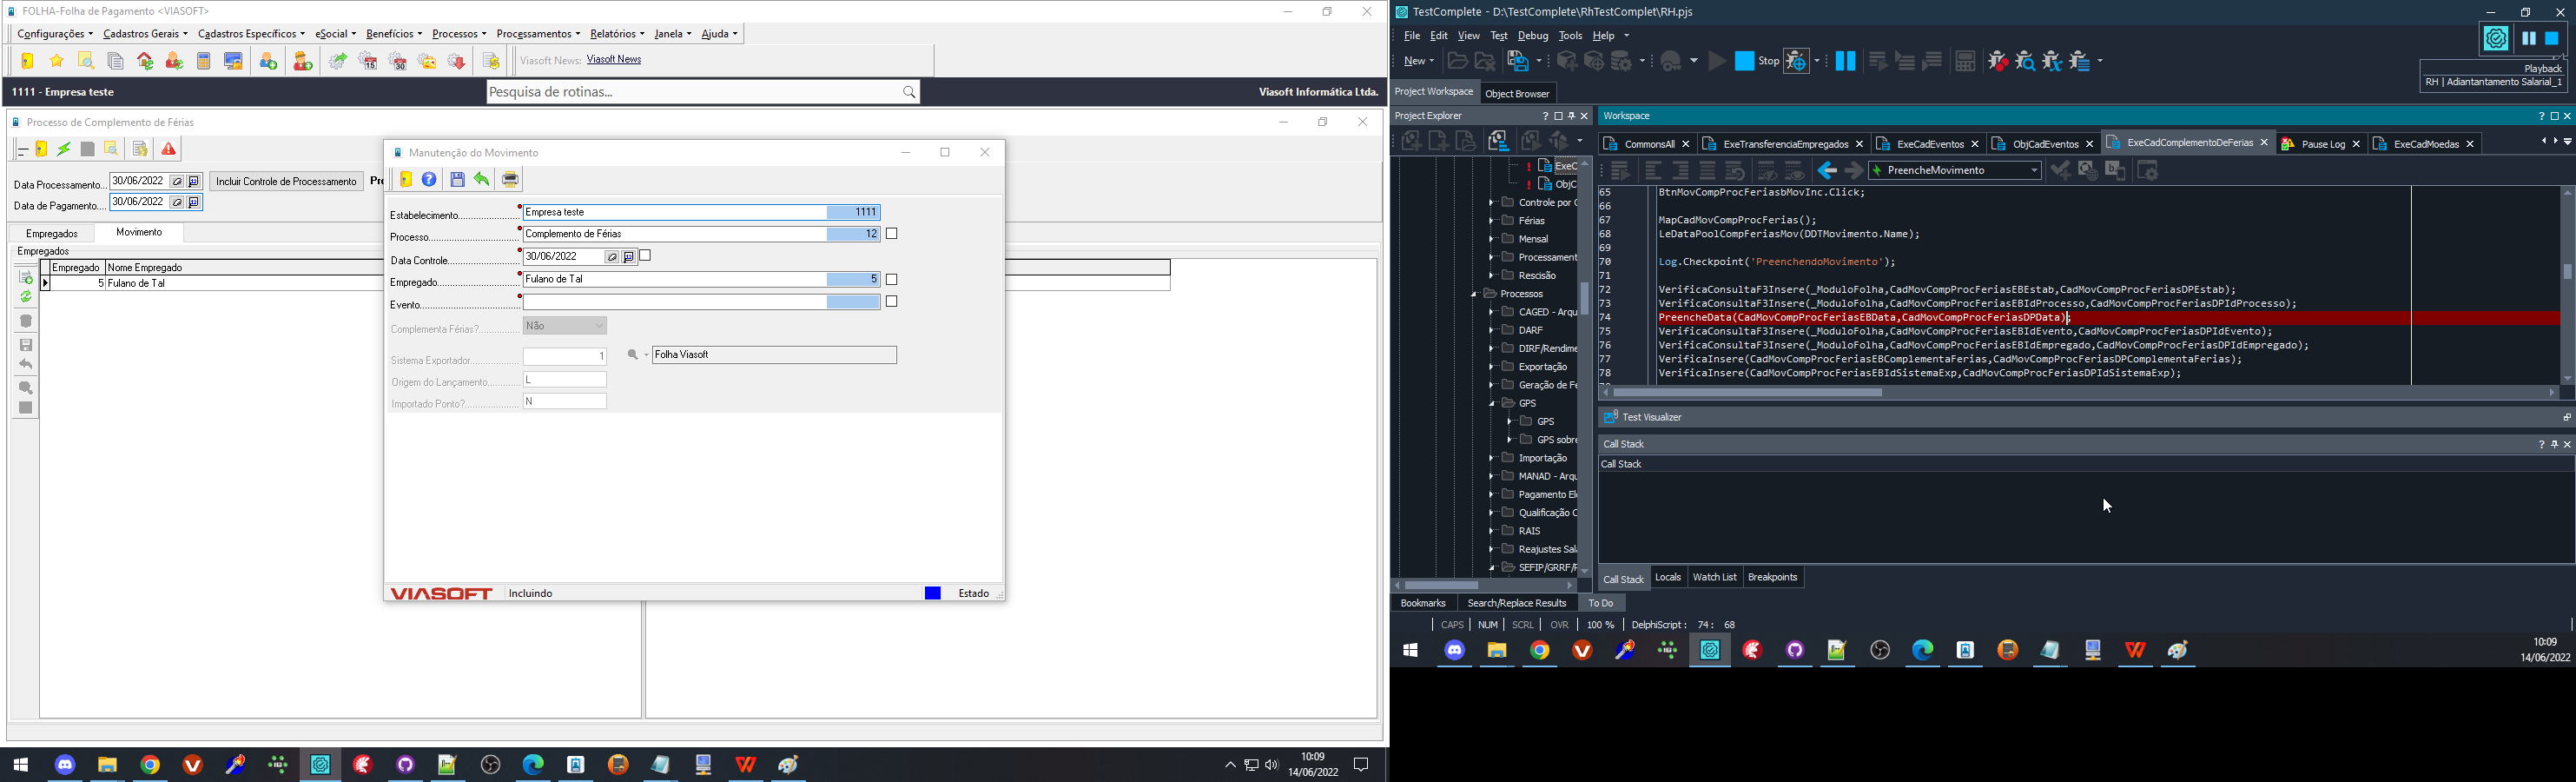 FOLHA-Folha de Pagamento <VIASOFT>
Configurações Cadastros Gerais Cadastros Específicos eSocial Benefícios Processos Processamentos Relatórios Janela Ajuda
Viasoft News: Viasoft News
1111 - Empresa teste
Pesquisa de rotinas...
Viasoft Informática Ltda.
Processo de Complemento de Férias
Data Processamento... 30/06/2022
Incluir Controle de Processamento
Data de Pagamento.... 30/06/2022
Empregados Movimento
Empregados
Empregado Nome Empregado
5 Fulano de Tal
Manutenção do Movimento
Estabelecimento Empresa teste 1111
Processo Complemento de Férias 12
Data Controle 30/06/2022
Empregado Fulano de Tal 5
Evento
Complementa Férias? Não
Sistema Exportador 1 Folha Viasoft
Origem do Lançamento L
Importado Ponto? N
VIASOFT Incluindo Estado
10:09
14/06/2022
TestComplete - D:\TestComplete\RhTestComplet\RH.pjs
File Edit View Test Debug Tools Help
New Stop
Playback
RH | Adiantantamento Salarial_1
Project Workspace Object Browser
Project Explorer
Workspace
CommonsAll ExeTransferenciaEmpregados ExeCadEventos ObjCadEventos ExeCadComplementoDeFerias Pause Log ExeCadMoedas
PreencheMovimento
ExeC
ObjC
Controle por C
Férias
Mensal
Processament
Rescisão
Processos
CAGED - Arqu
DARF
DIRF/Rendime
Exportação
Geração de Fe
GPS
GPS
GPS sobre
Importação
MANAD - Arqu
Pagamento Ele
Qualificação C
RAIS
Reajustes Sala
SEFIP/GRRF/F
65 BtnMovCompProcFeriasbMovInc.Click;
66
67 MapCadMovCompProcFerias();
68 LeDataPoolCompFeriasMov(DDTMovimento.Name);
69
70 Log.Checkpoint('PreenchendoMovimento');
71
72 VerificaConsultaF3Insere(_ModuloFolha,CadMovCompProcFeriasEBEstab,CadMovCompProcFeriasDPEstab);
73 VerificaConsultaF3Insere(_ModuloFolha,CadMovCompProcFeriasEBIdProcesso,CadMovCompProcFeriasDPIdProcesso);
74 PreencheData(CadMovCompProcFeriasEBData,CadMovCompProcFeriasDPData);
75 VerificaConsultaF3Insere(_ModuloFolha,CadMovCompProcFeriasEBIdEvento,CadMovCompProcFeriasDPIdEvento);
76 VerificaConsultaF3Insere(_ModuloFolha,CadMovCompProcFeriasEBIdEmpregado,CadMovCompProcFeriasDPIdEmpregado);
77 VerificaInsere(CadMovCompProcFeriasEBComplementaFerias,CadMovCompProcFeriasDPComplementaFerias);
78 VerificaInsere(CadMovCompProcFeriasEBIdSistemaExp,CadMovCompProcFeriasDPIdSistemaExp);
Test Visualizer
Call Stack
Call Stack
Call Stack Locals Watch List Breakpoints
Bookmarks Search/Replace Results To Do
CAPS NUM SCRL OVR 100 % DelphiScript : 74 : 68
10:09
14/06/2022